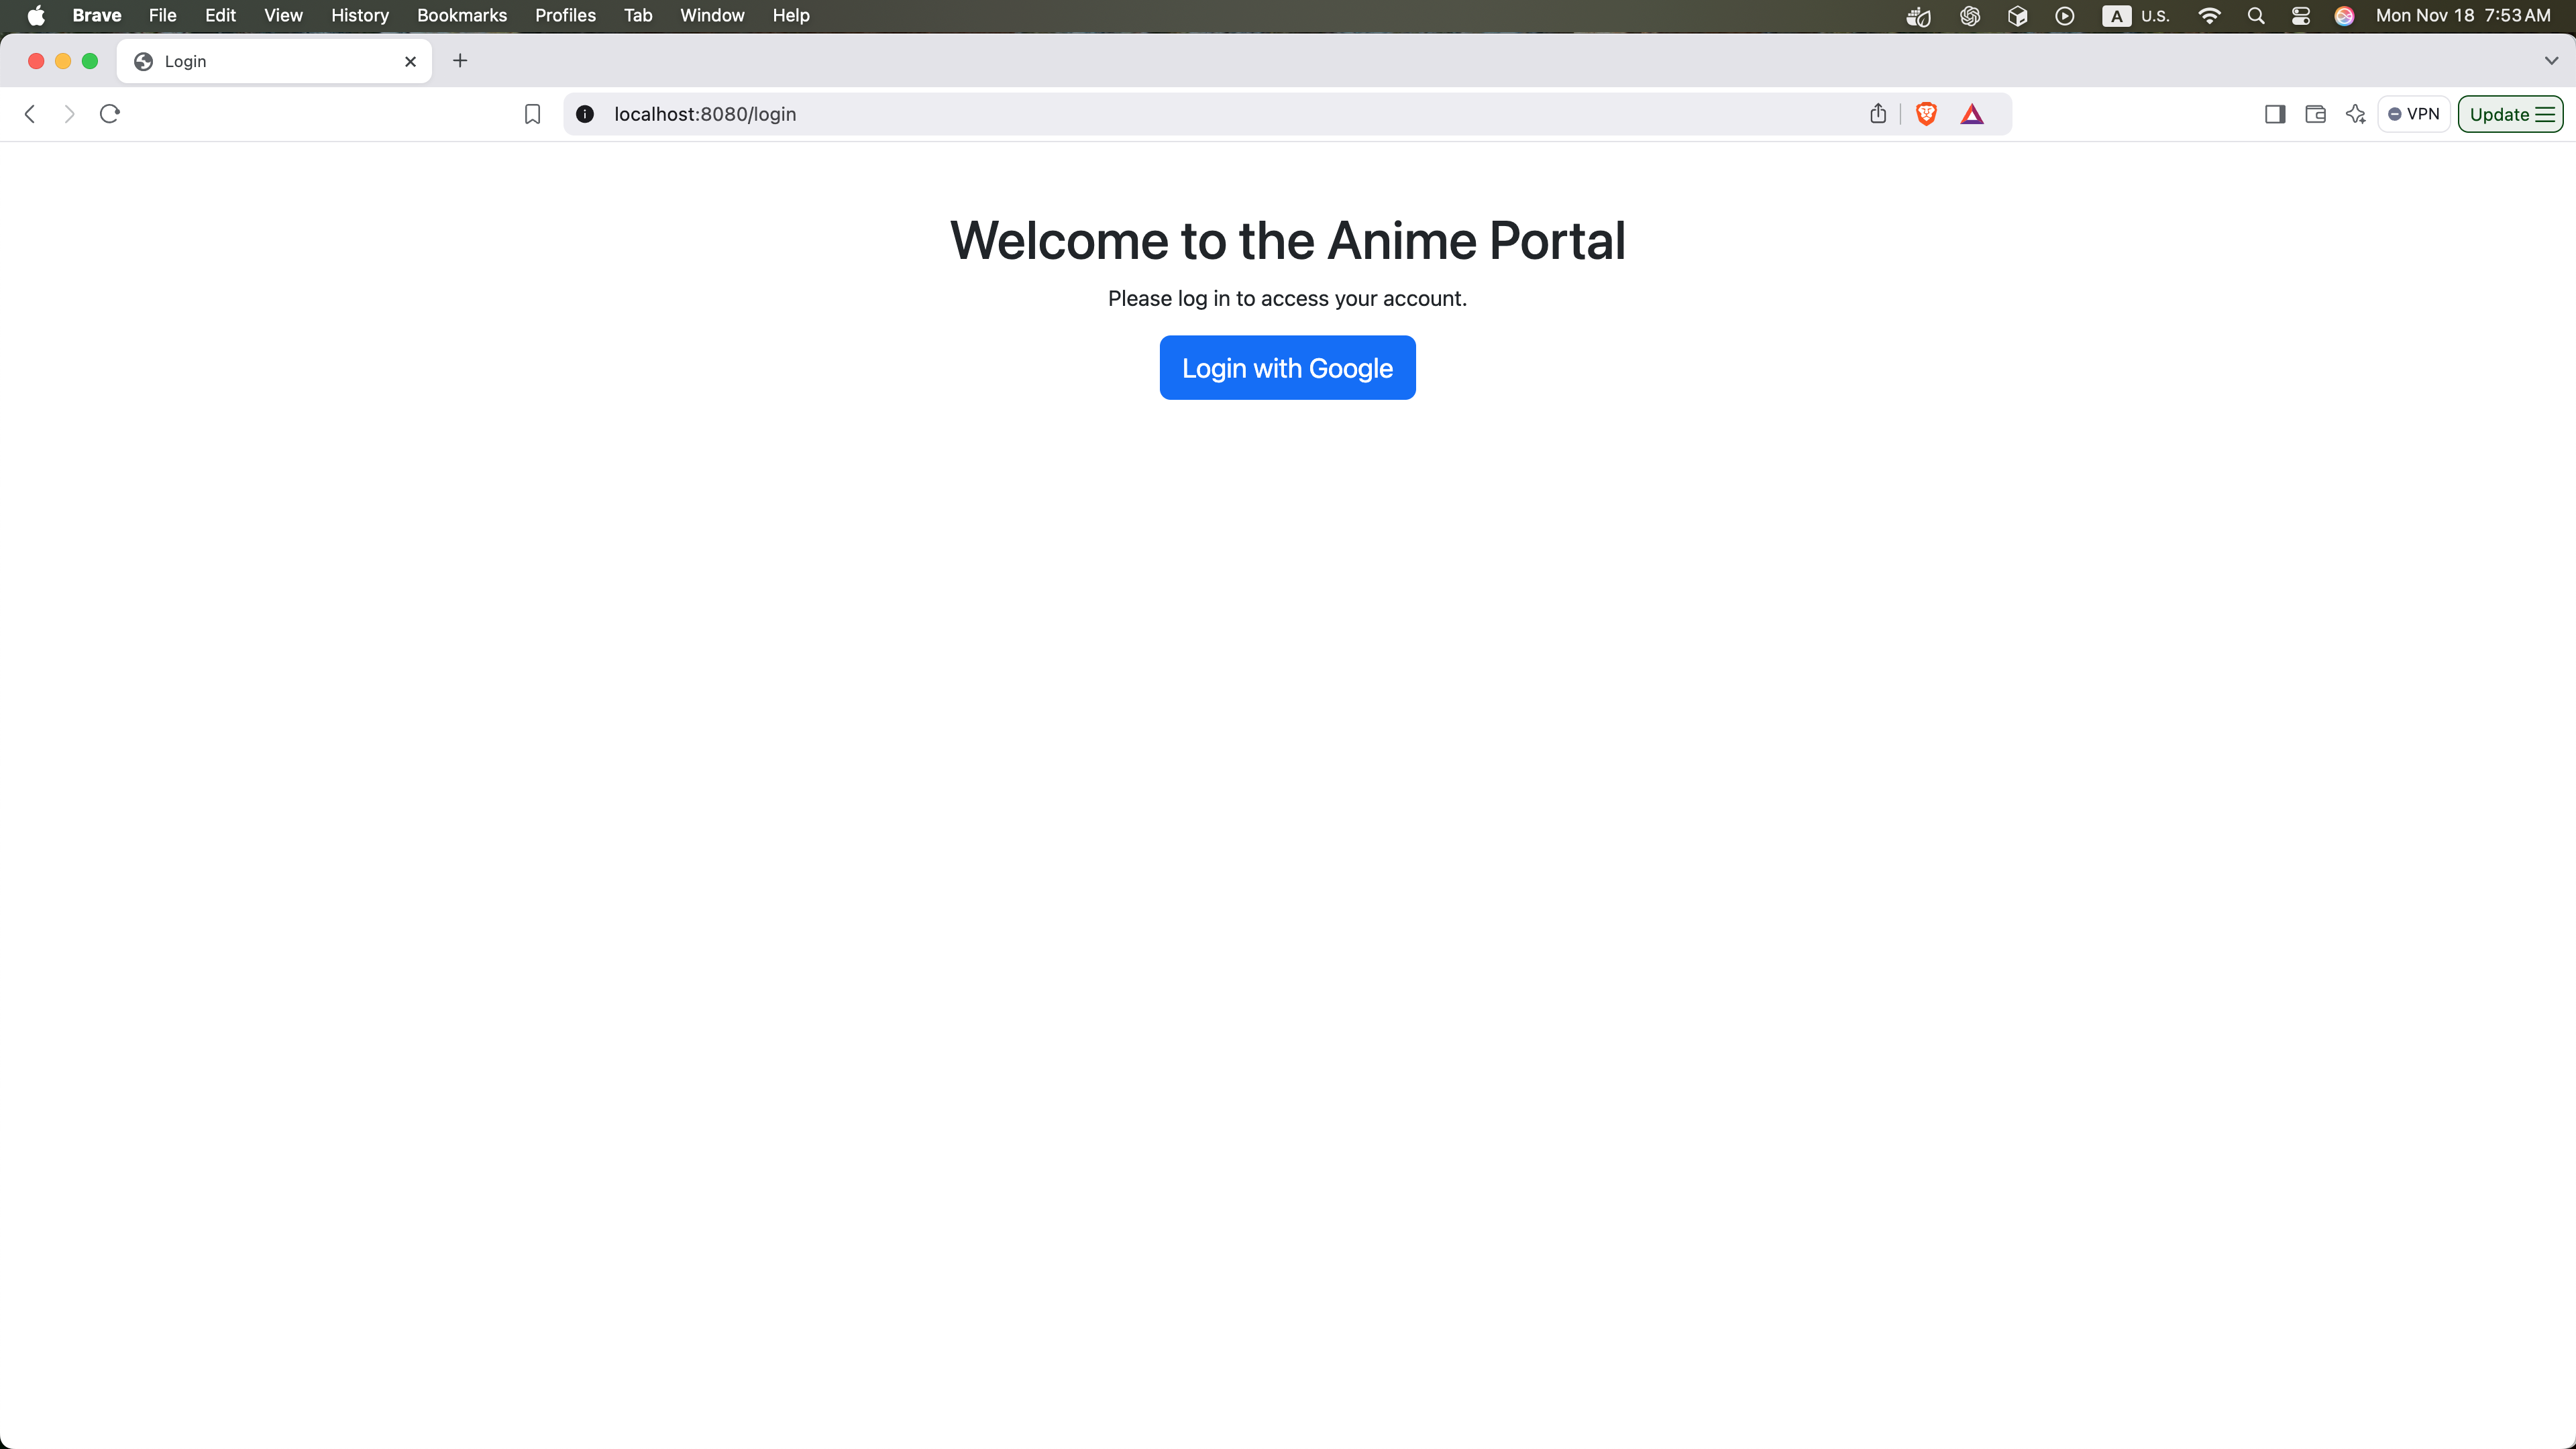 Brave File Edit View History Bookmarks Profiles Tab Window Help A U.S. Mon Nov 18 7:53 AM
Login
localhost:8080/login VPN Update
Welcome to the Anime Portal
Please log in to access your account.
Login with Google